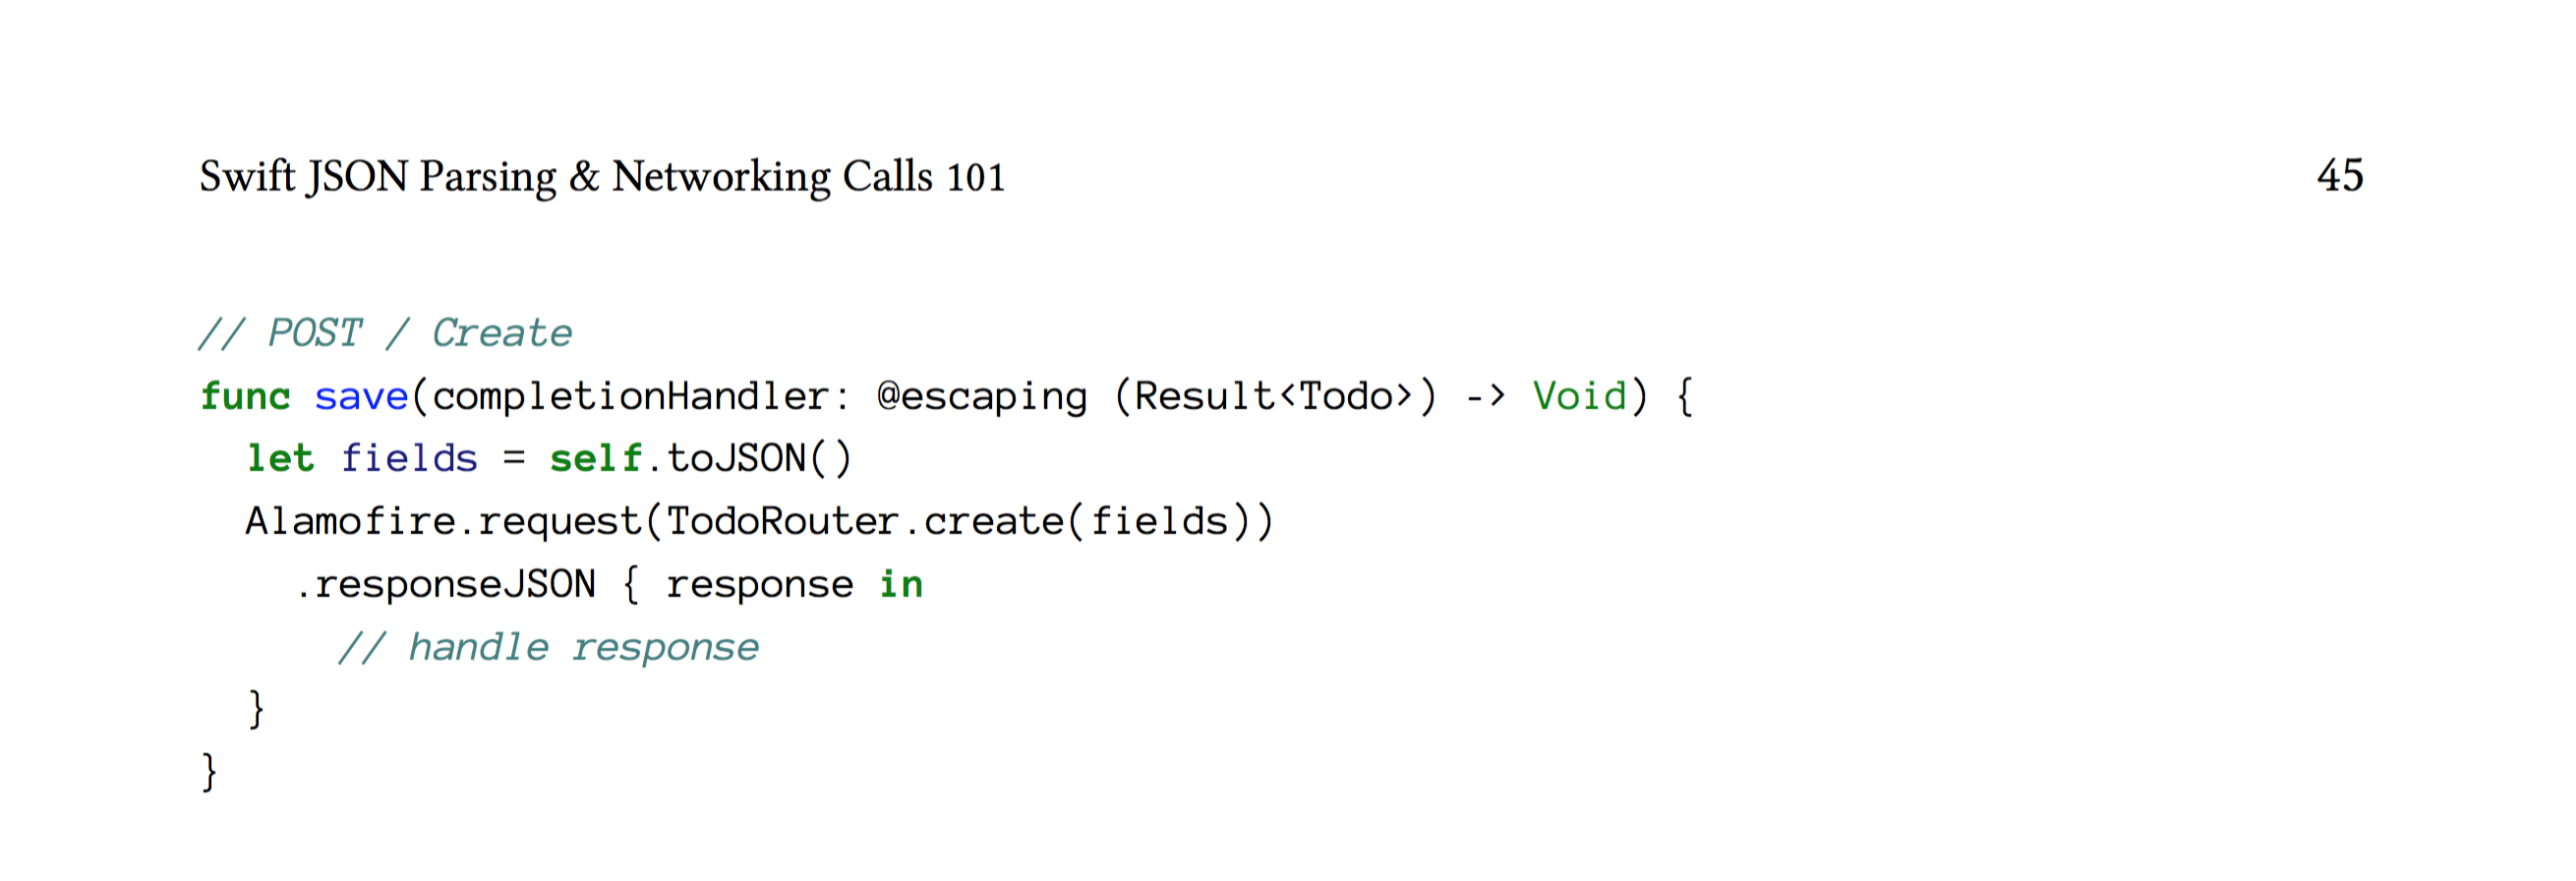 Swift JSON Parsing & Networking Calls 101 45
// POST / Create
func save(completionHandler: @escaping (Result<Todo>) -> Void) {
  let fields = self.toJSON()
  Alamofire.request(TodoRouter.create(fields))
    .responseJSON { response in
      // handle response
  }
}